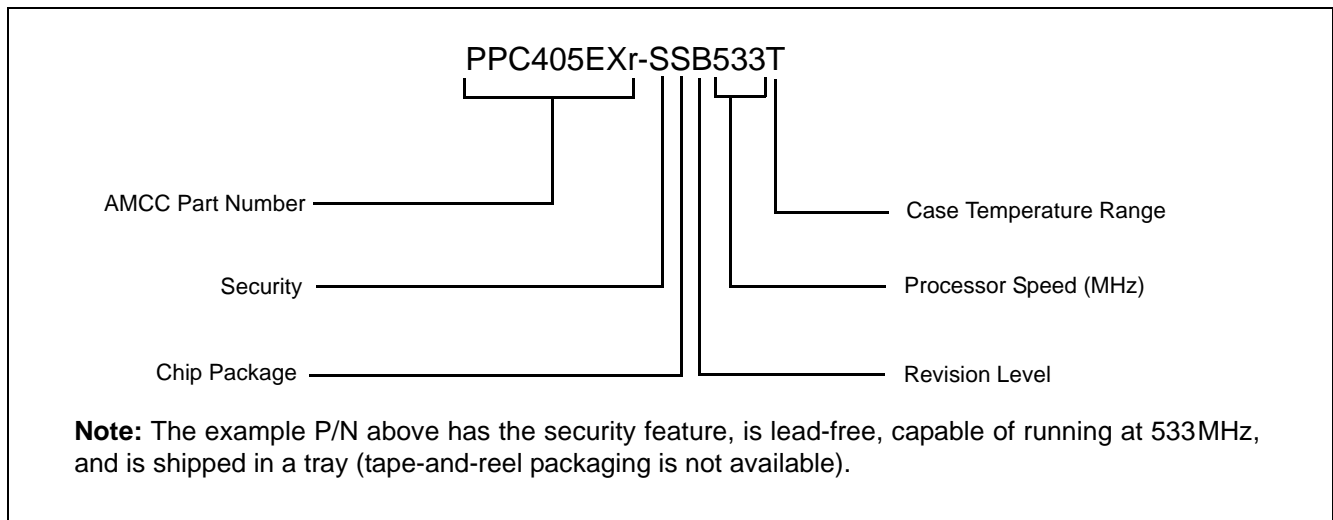 PPC405EXr-SSB533T
AMCC Part Number
Case Temperature Range
Security
Processor Speed (MHz)
Chip Package
Revision Level
Note: The example P/N above has the security feature, is lead-free, capable of running at 533MHz,
and is shipped in a tray (tape-and-reel packaging is not available).